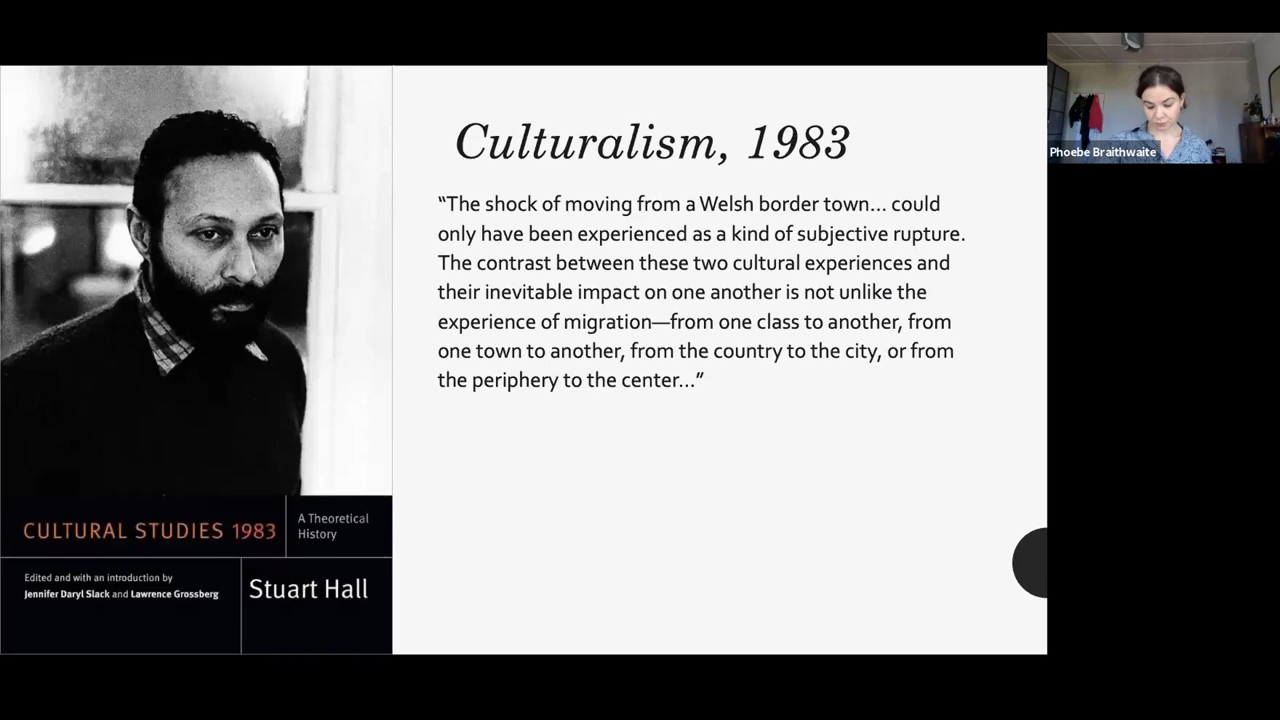 Culturalism, 1983
“The shock of moving from a Welsh border town… could
only have been experienced as a kind of subjective rupture.
The contrast between these two cultural experiences and
their inevitable impact on one another is not unlike the
experience of migration—from one class to another, from
one town to another, from the country to the city, or from
the periphery to the center…”
CULTURAL STUDIES 1983
A Theoretical
History
Edited and with an introduction by
Jennifer Daryl Slack and Lawrence Grossberg
Stuart Hall
Phoebe Braithwaite